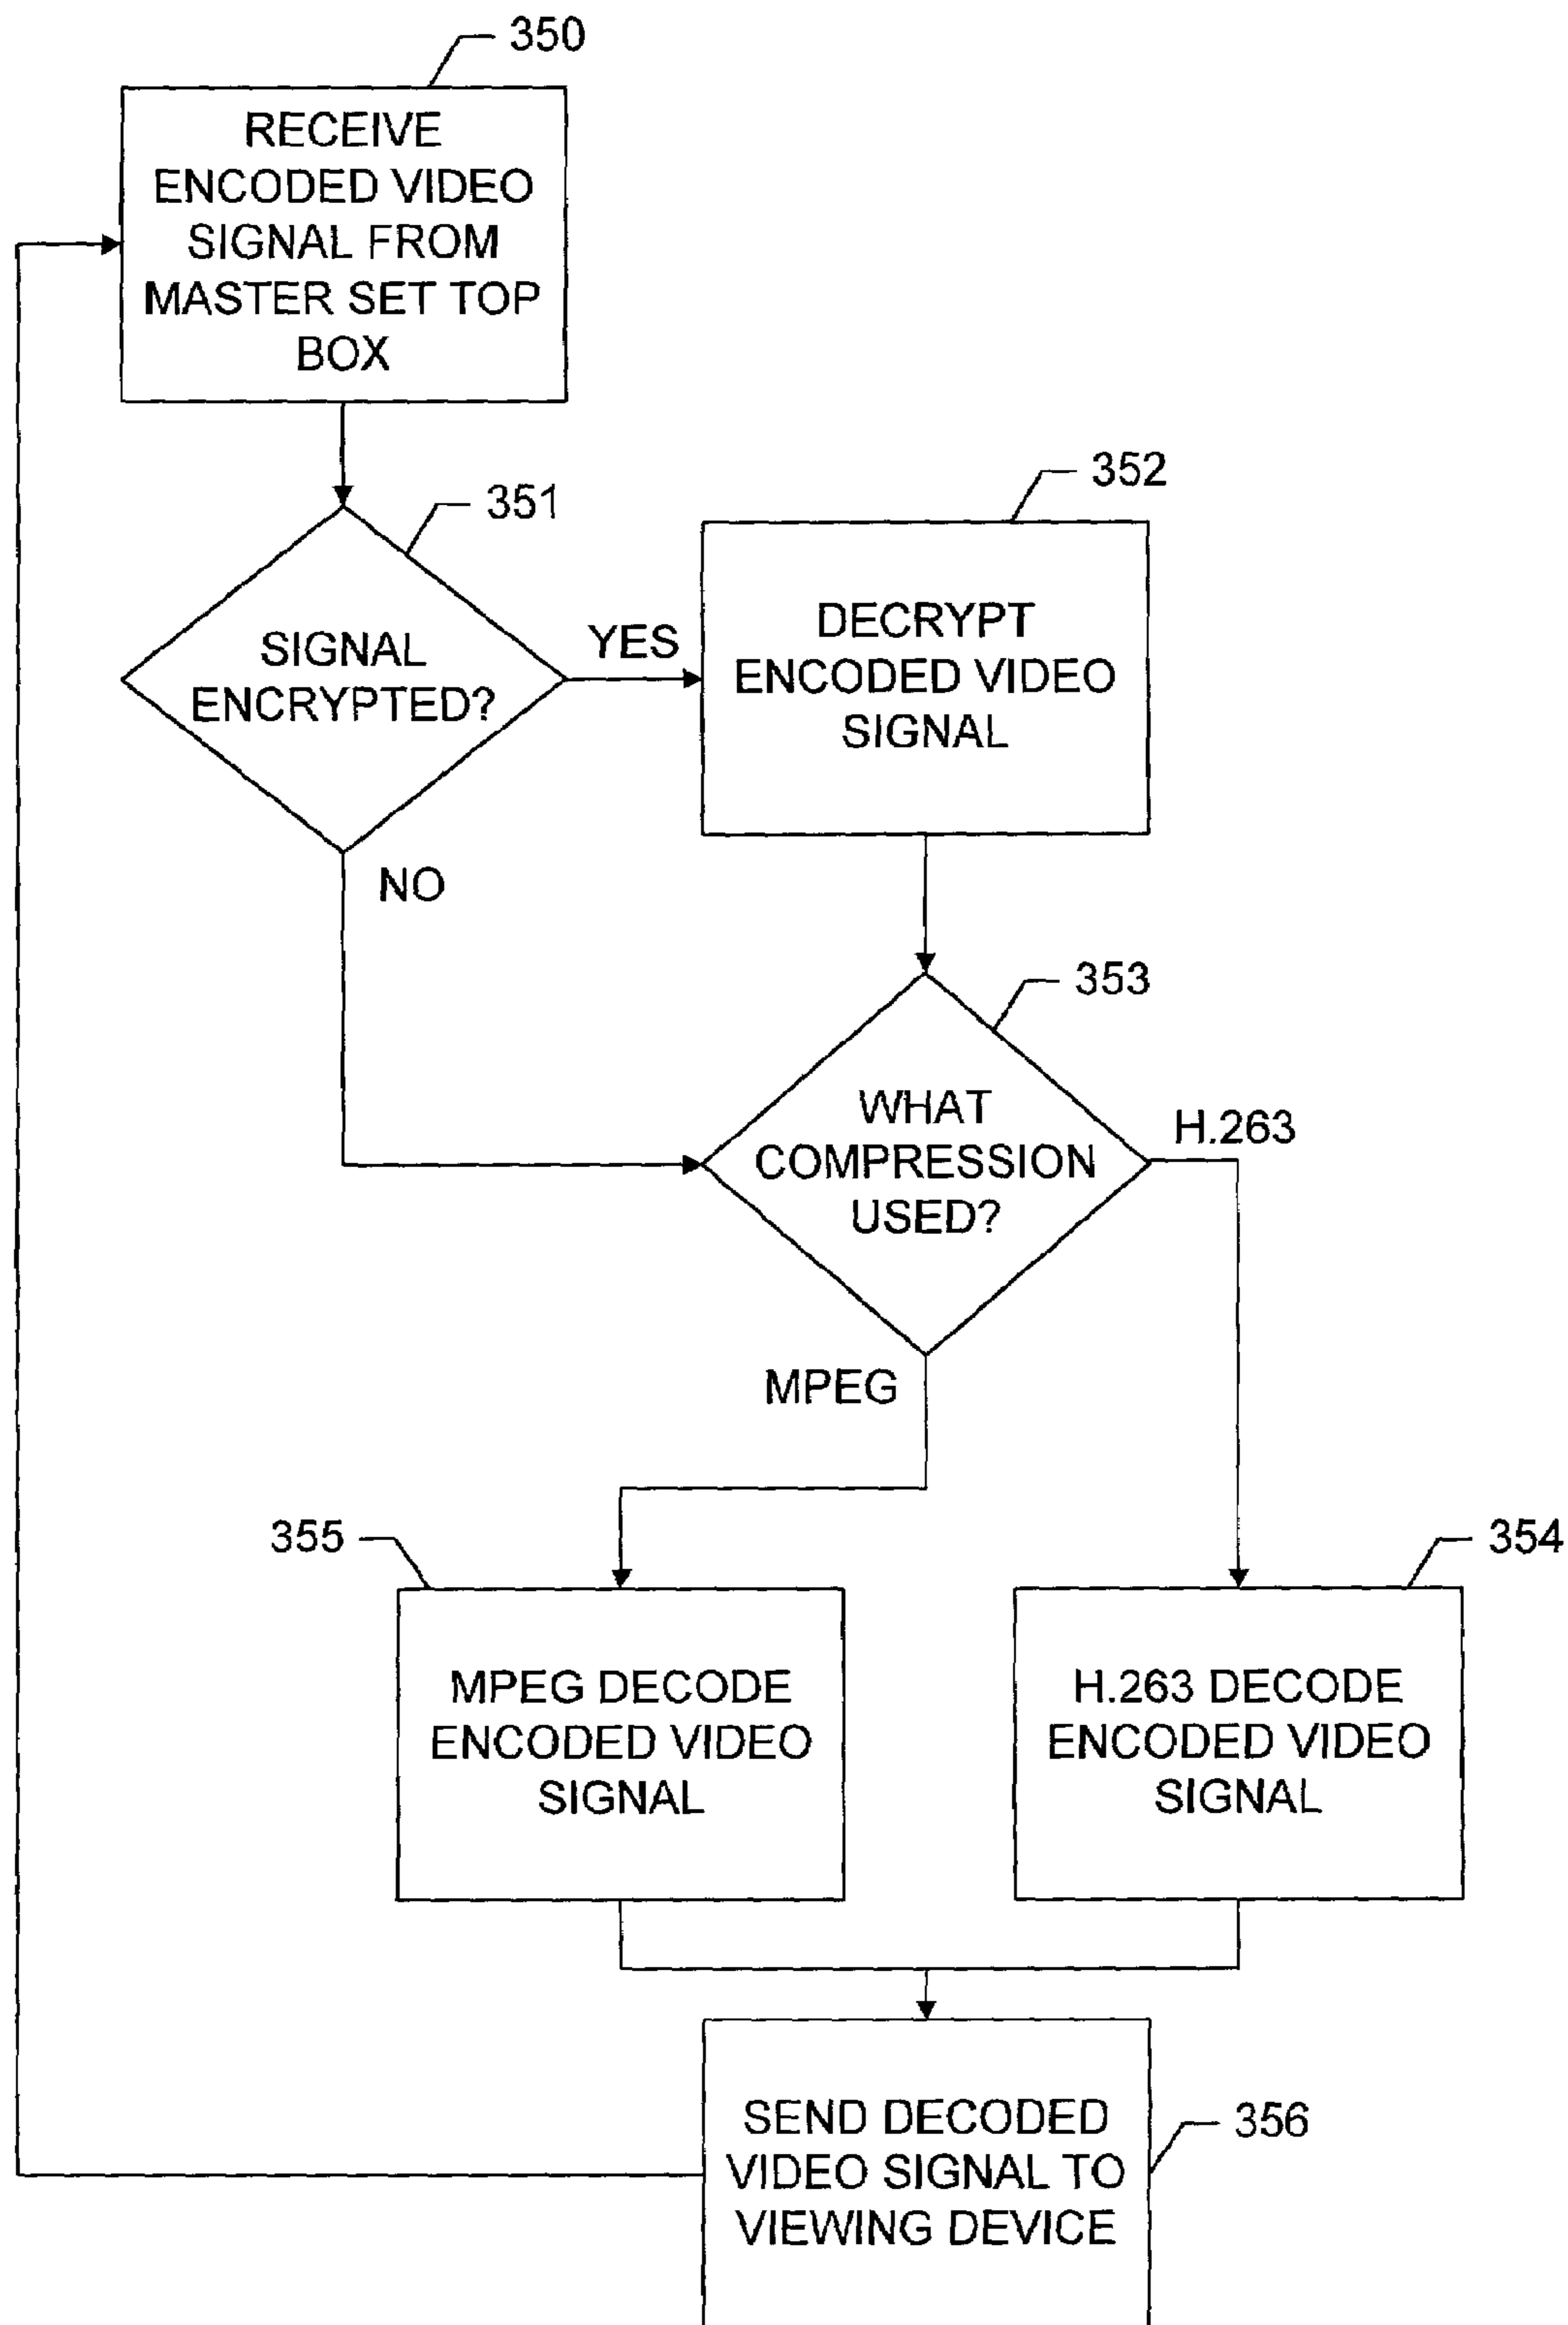 350
RECEIVE
ENCODED VIDEO
SIGNAL FROM
MASTER SET TOP
BOX
351
SIGNAL
ENCRYPTED?
YES
NO
352
DECRYPT
ENCODED VIDEO
SIGNAL
353
WHAT
COMPRESSION
USED?
H.263
MPEG
355
MPEG DECODE
ENCODED VIDEO
SIGNAL
354
H.263 DECODE
ENCODED VIDEO
SIGNAL
356
SEND DECODED
VIDEO SIGNAL TO
VIEWING DEVICE